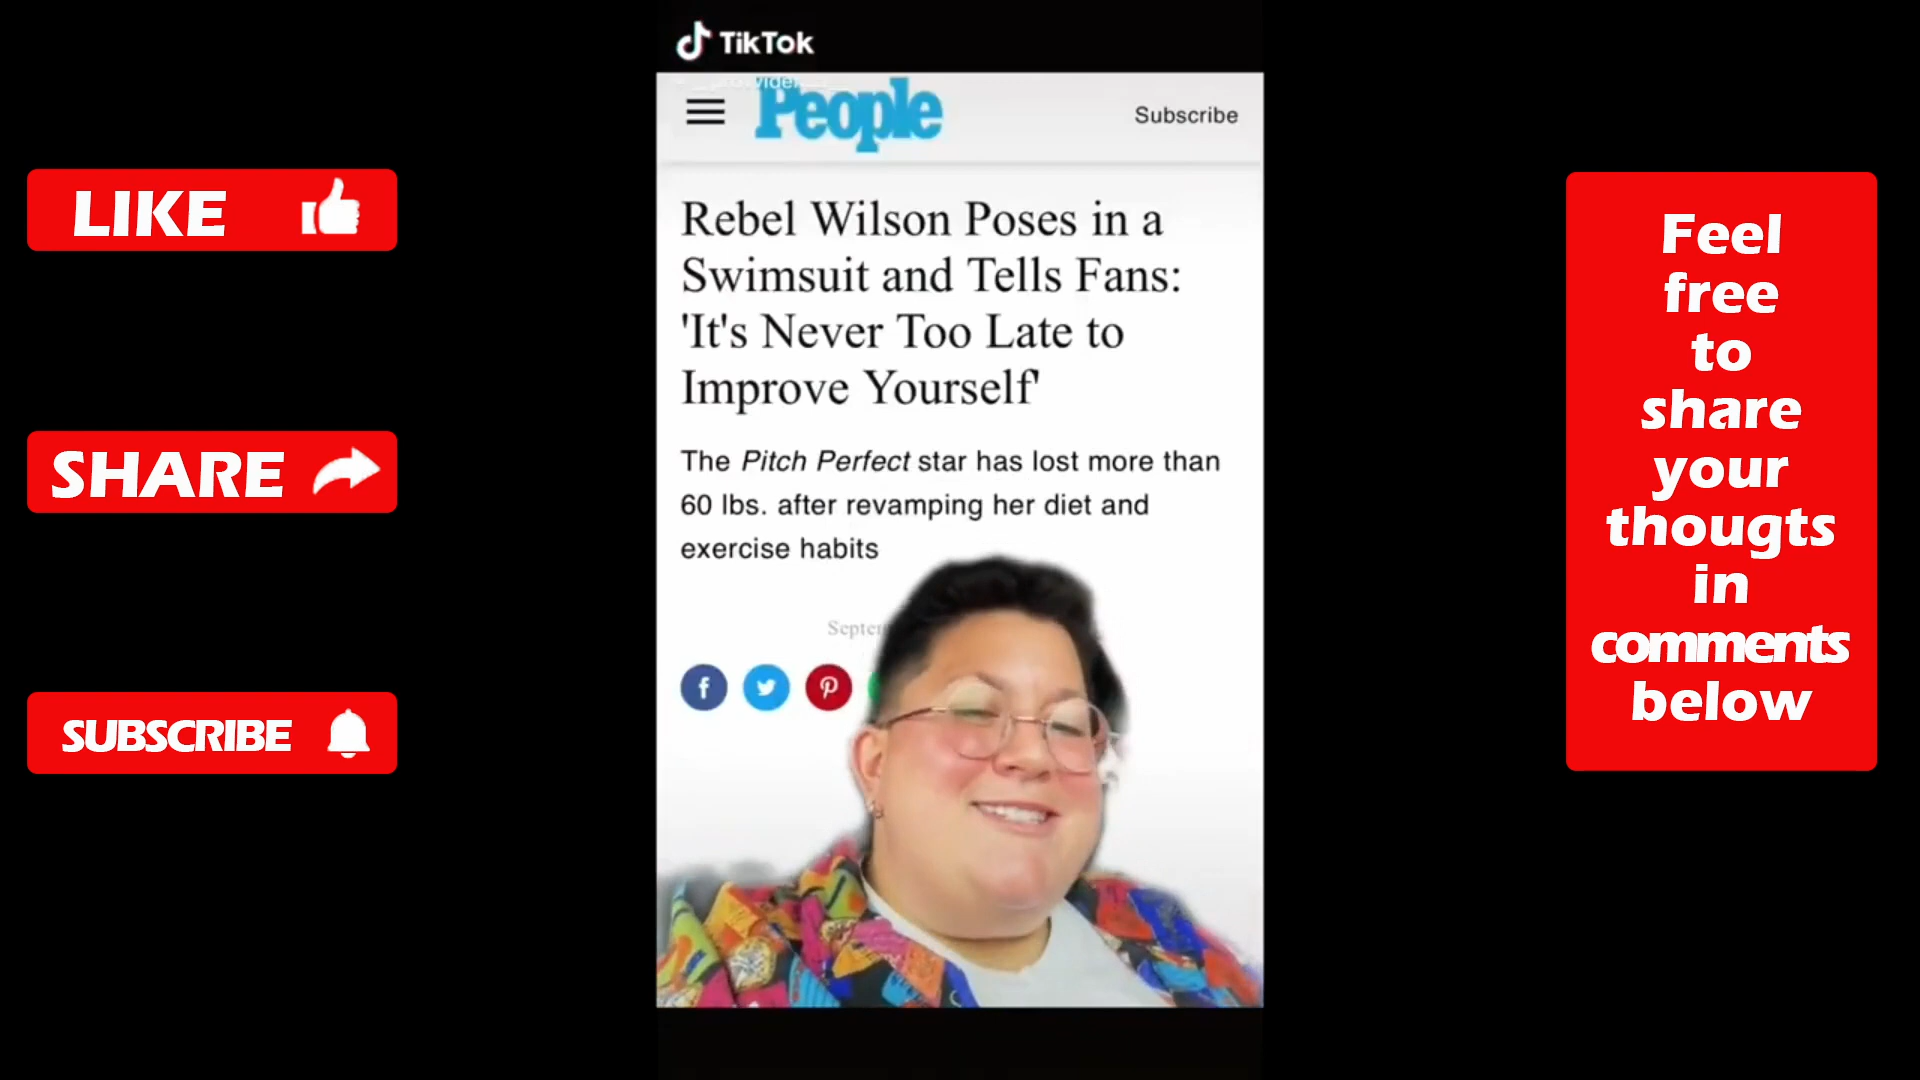 TikTok
People
Subscribe
Rebel Wilson Poses in a
Swimsuit and Tells Fans:
'It's Never Too Late to
Improve Yourself'
The Pitch Perfect star has lost more than
60 lbs. after revamping her diet and
exercise habits
LIKE
SHARE
SUBSCRIBE
Feel
free
to
share
your
thougts
in
comments
below